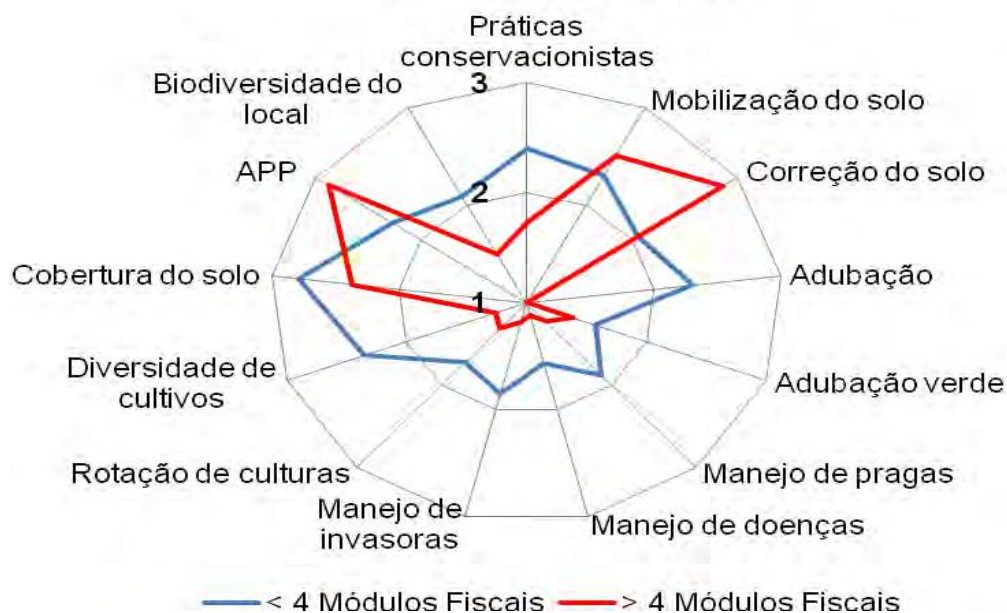 Práticas
conservacionistas
Mobilização do solo
Correção do solo
Adubação
Adubação verde
Manejo de pragas
Manejo de doenças
Manejo de
invasoras
Rotação de culturas
Diversidade de
cultivos
Cobertura do solo
APP
Biodiversidade do
local
3
2
1
< 4 Módulos Fiscais
> 4 Módulos Fiscais